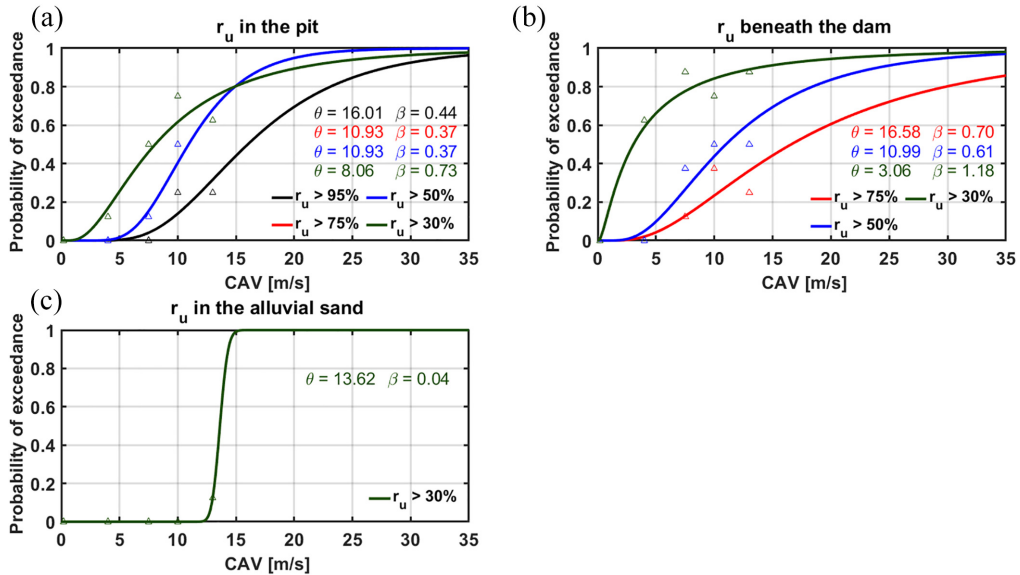 (a)
r_u in the pit
Probability of exceedance
1
0.8
0.6
0.4
0.2
0
θ = 16.01 β = 0.44
θ = 10.93 β = 0.37
θ = 10.93 β = 0.37
θ = 8.06 β = 0.73
r_u > 95% r_u > 50%
r_u > 75% r_u > 30%
0 5 10 15 20 25 30 35
CAV [m/s]
(b)
r_u beneath the dam
Probability of exceedance
1
0.8
0.6
0.4
0.2
0
θ = 16.58 β = 0.70
θ = 10.99 β = 0.61
θ = 3.06 β = 1.18
r_u > 75% r_u > 30%
r_u > 50%
0 5 10 15 20 25 30 35
CAV [m/s]
(c)
r_u in the alluvial sand
Probability of exceedance
1
0.8
0.6
0.4
0.2
0
θ = 13.62 β = 0.04
r_u > 30%
0 5 10 15 20 25 30 35
CAV [m/s]